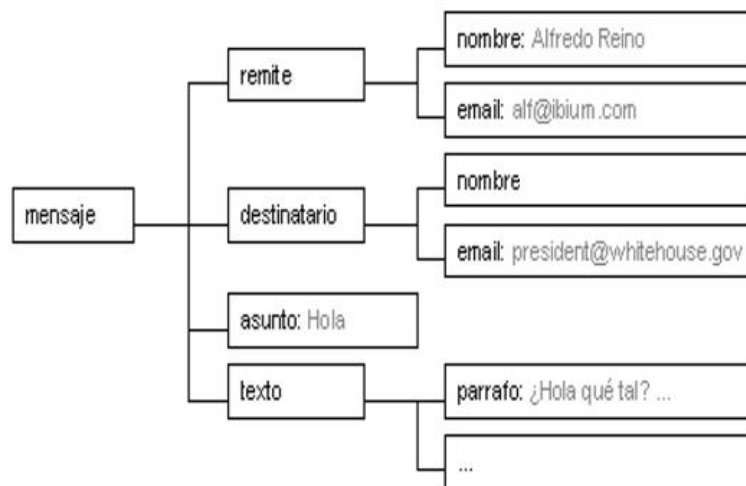 mensaje
remite
nombre: Alfredo Reino
email: alf@ibium.com
destinatario
nombre
email: president@whitehouse.gov
asunto: Hola
texto
parrafo: ¿Hola qué tal? ...
...